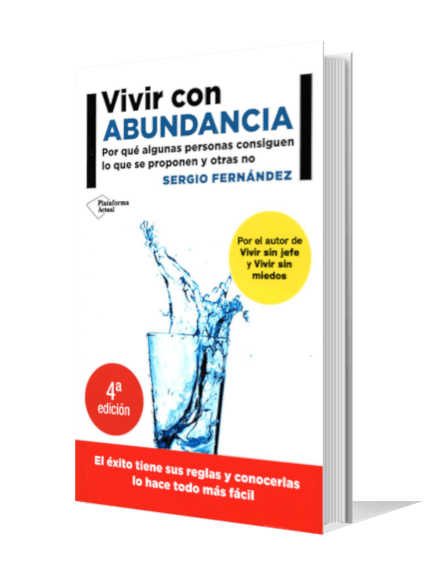 Vivir con
ABUNDANCIA
Por qué algunas personas consiguen
lo que se proponen y otras no
SERGIO FERNÁNDEZ
Plataforma
Actual
Por el autor de
Vivir sin jefe
y Vivir sin
miedos
4ª
edición
El éxito tiene sus reglas y conocerlas
lo hace todo más fácil